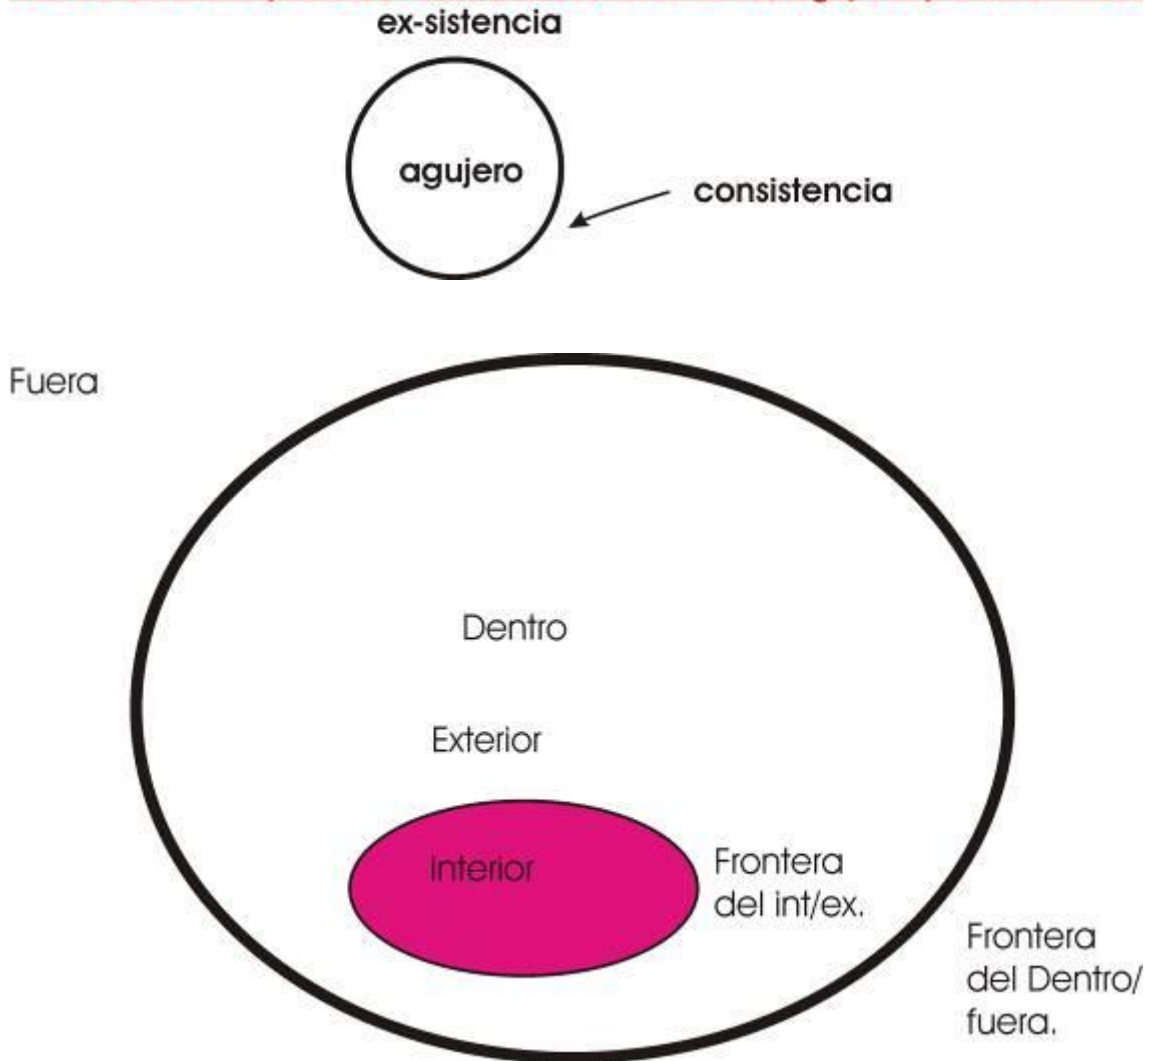 ex-sistencia
agujero
consistencia
Fuera
Dentro
Exterior
Interior
Frontera
del int/ex.
Frontera
del Dentro/
fuera.